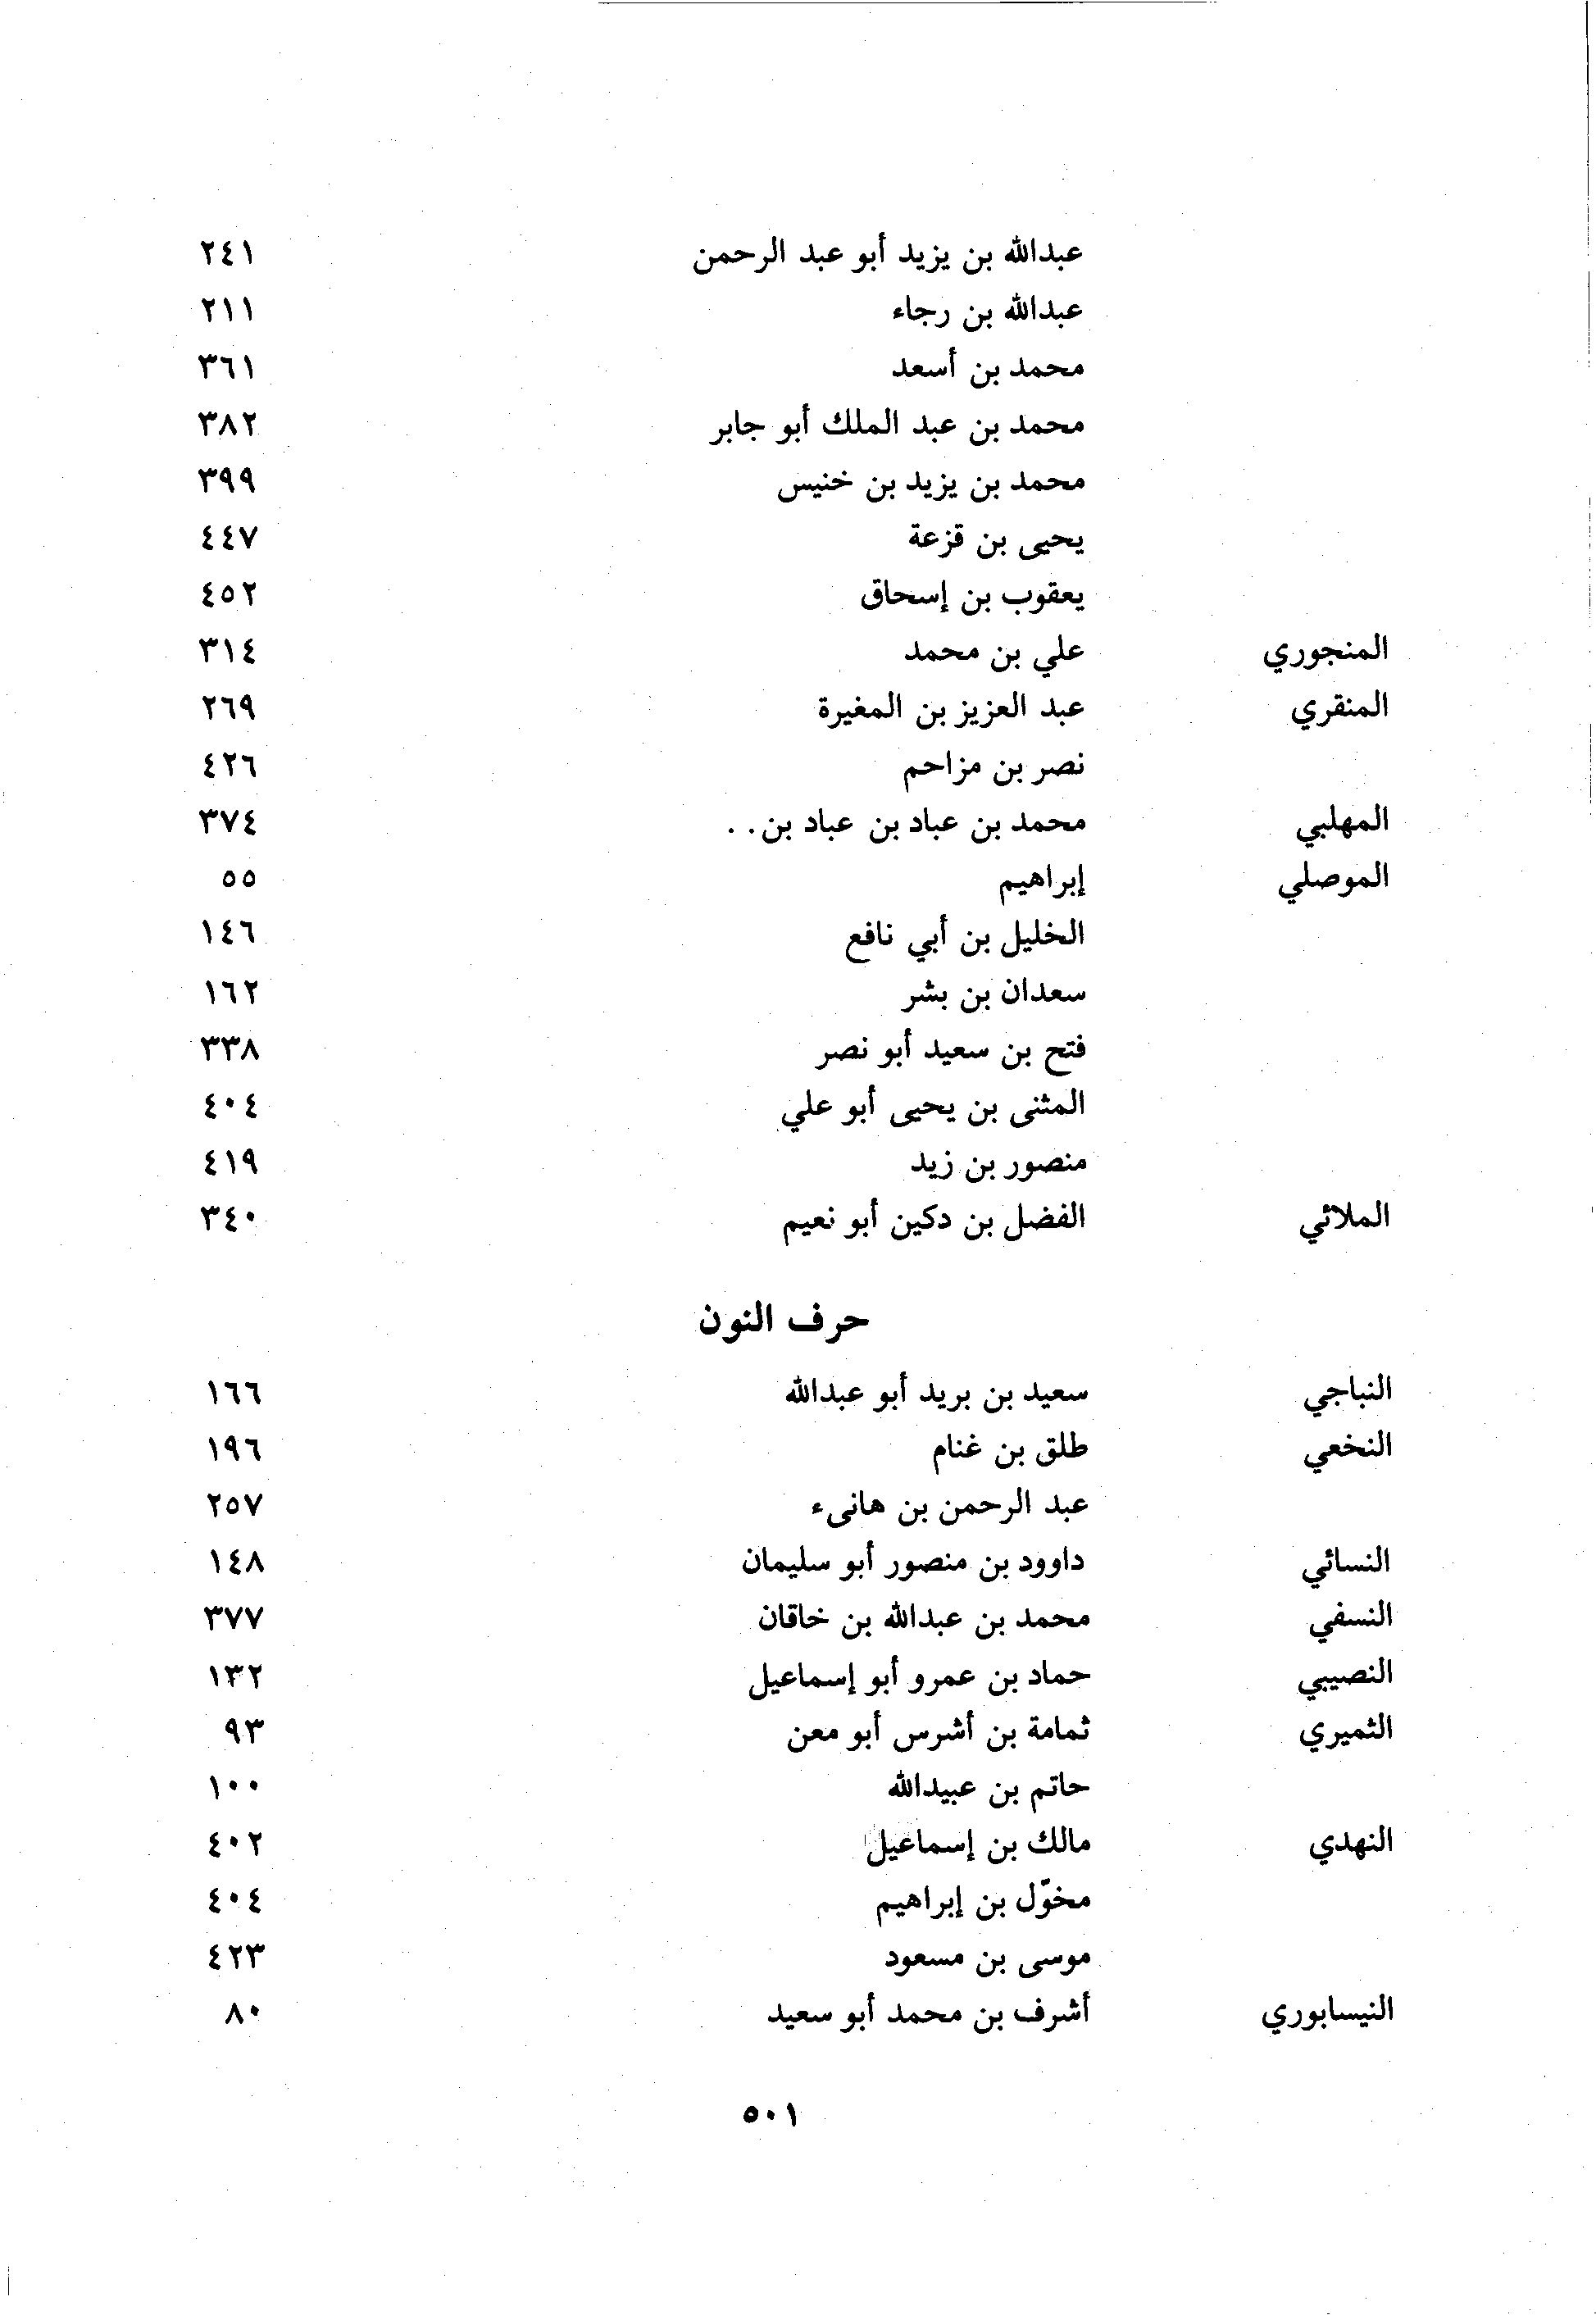 عبدالله بن يزيد أبو عبد الرحمن ٢٤١
عبدالله بن رجاء ٢١١
محمد بن أسعد ٣٦١
محمد بن عبد الملك أبو جابر ٣٨٢
محمد بن يزيد بن خنيس ٣٩٩
يحيى بن قزعة ٤٤٧
يعقوب بن إسحاق ٤٥٢
المنجوري علي بن محمد ٣١٤
المنقري عبد العزيز بن المغيرة ٢٦٩
نصر بن مزاحم ٤٢٦
المهلبي محمد بن عباد بن عباد بن.. ٣٧٤
الموصلي إبراهيم ٥٥
الخليل بن أبي نافع ١٤٦
سعدان بن بشر ١٦٢
فتح بن سعيد أبو نصر ٣٣٨
المثنى بن يحيى أبو علي ٤٠٤
منصور بن زيد ٤١٩
الملائي الفضل بن دكين أبو نعيم ٣٤٠
حرف النون
النباجي سعيد بن بريد أبو عبدالله ١٦٦
النخعي طلق بن غنام ١٩٦
عبد الرحمن بن هانىء ٢٥٧
النسائي داوود بن منصور أبو سليمان ١٤٨
النسفي محمد بن عبدالله بن خاقان ٣٧٧
النصيبي حماد بن عمرو أبو إسماعيل ١٣٢
الثميري ثمامة بن أشرس أبو معن ٩٣
حاتم بن عبيدالله ١٠٠
النهدي مالك بن إسماعيل ٤٠٢
مخوّل بن إبراهيم ٤٠٤
موسى بن مسعود ٤٢٣
النيسابوري أشرف بن محمد أبو سعيد ٨٠
٥٠١